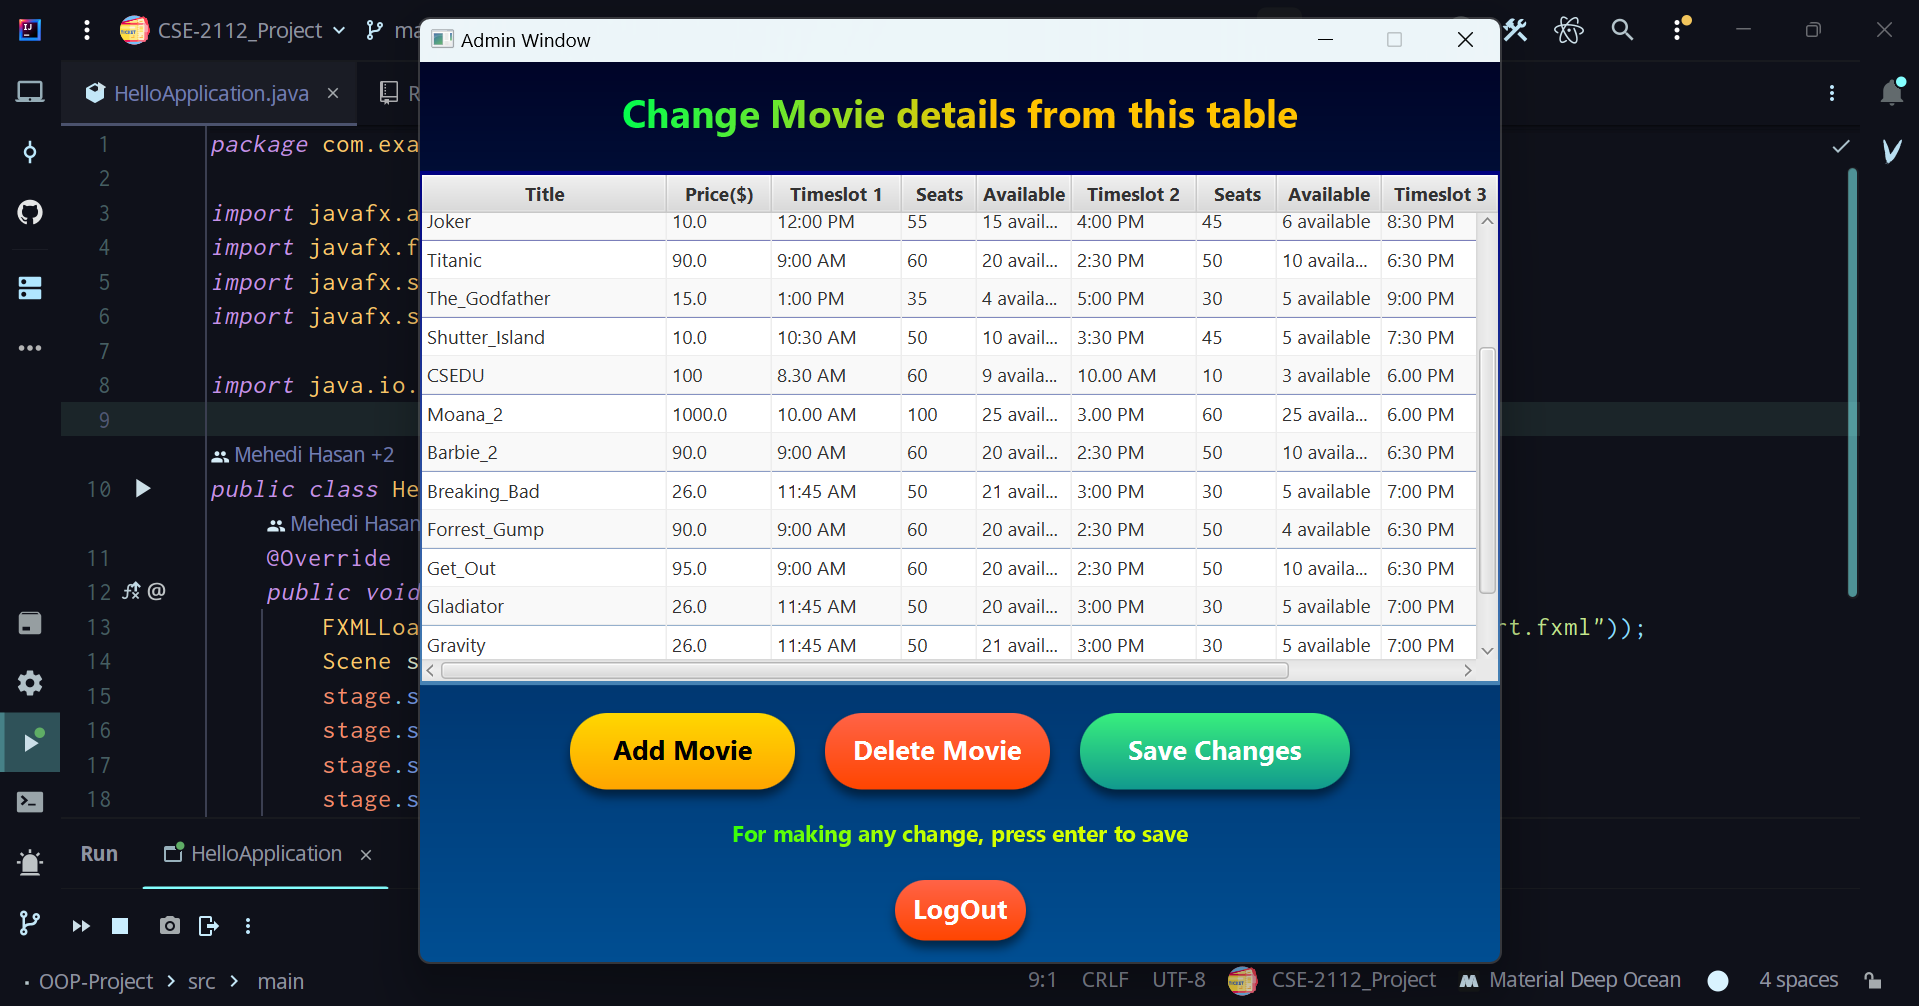 CSE-2112_Project
Admin Window
HelloApplication.java
Change Movie details from this table
Title Price($) Timeslot 1 Seats Available Timeslot 2 Seats Available Timeslot 3
Joker 10.0 12:00 PM 55 15 avail... 4:00 PM 45 6 available 8:30 PM
Titanic 90.0 9:00 AM 60 20 avail... 2:30 PM 50 10 availa... 6:30 PM
The_Godfather 15.0 1:00 PM 35 4 availa... 5:00 PM 30 5 available 9:00 PM
Shutter_Island 10.0 10:30 AM 50 10 avail... 3:30 PM 45 5 available 7:30 PM
CSEDU 100 8.30 AM 60 9 availa... 10.00 AM 10 3 available 6.00 PM
Moana_2 1000.0 10.00 AM 100 25 avail... 3.00 PM 60 25 availa... 6.00 PM
Barbie_2 90.0 9:00 AM 60 20 avail... 2:30 PM 50 10 availa... 6:30 PM
Breaking_Bad 26.0 11:45 AM 50 21 avail... 3:00 PM 30 5 available 7:00 PM
Forrest_Gump 90.0 9:00 AM 60 20 avail... 2:30 PM 50 4 available 6:30 PM
Get_Out 95.0 9:00 AM 60 20 avail... 2:30 PM 50 10 availa... 6:30 PM
Gladiator 26.0 11:45 AM 50 20 avail... 3:00 PM 30 5 available 7:00 PM
Gravity 26.0 11:45 AM 50 21 avail... 3:00 PM 30 5 available 7:00 PM
Add Movie Delete Movie Save Changes
For making any change, press enter to save
LogOut
1 package com.exa
2
3 import javafx.a
4 import javafx.f
5 import javafx.s
6 import javafx.s
7
8 import java.io.
9
Mehedi Hasan +2
10 public class He
Mehedi Hasan
11 @Override
12 public void
13 FXMLLoa rt.fxml"));
14 Scene s
15 stage.s
16 stage.s
17 stage.s
18 stage.s
Run HelloApplication
OOP-Project > src > main 9:1 CRLF UTF-8 CSE-2112_Project Material Deep Ocean 4 spaces